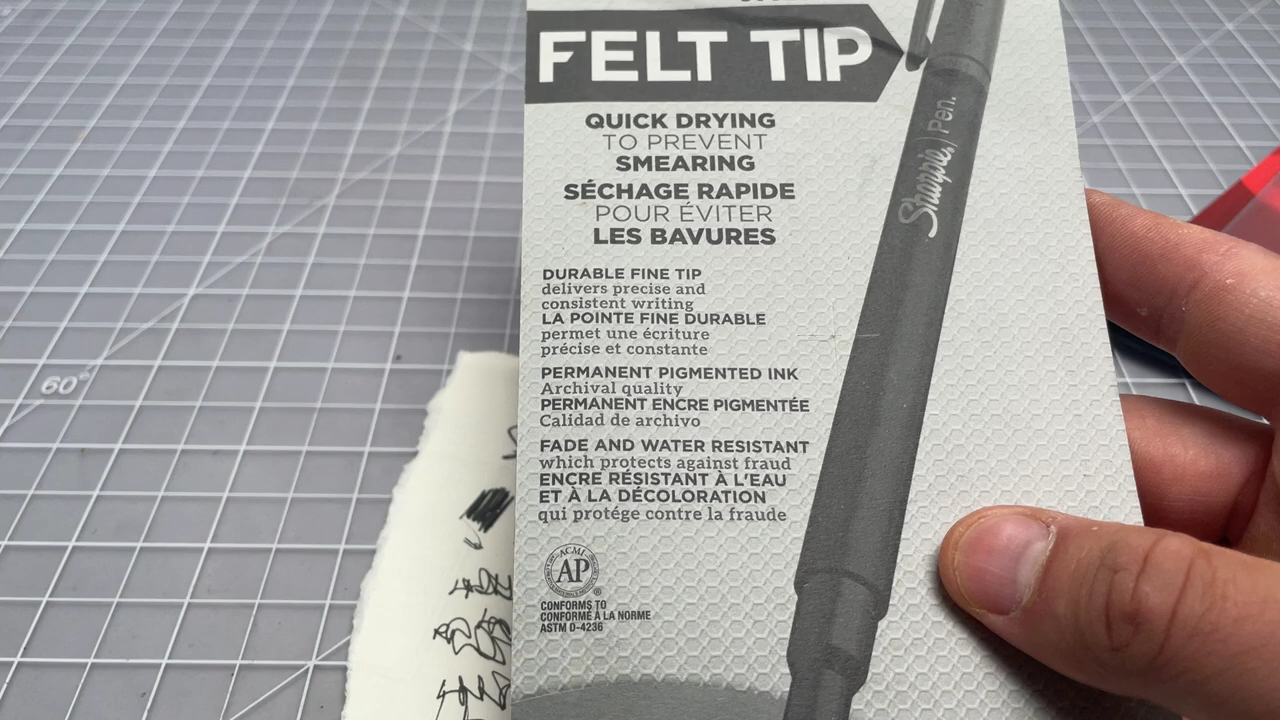 FELT TIP
QUICK DRYING
TO PREVENT
SMEARING
SÉCHAGE RAPIDE
POUR ÉVITER
LES BAVURES
DURABLE FINE TIP
delivers precise and
consistent writing
LA POINTE FINE DURABLE
permet une écriture
précise et constante
PERMANENT PIGMENTED INK
Archival quality
PERMANENT ENCRE PIGMENTÉE
Calidad de archivo
FADE AND WATER RESISTANT
which protects against fraud
ENCRE RÉSISTANT À L'EAU
ET À LA DÉCOLORATION
qui protége contre la fraude
ACMI
AP
CONFORMS TO
CONFORMÉ À LA NORME
ASTM D-4236
Sharpie Pen.
60°